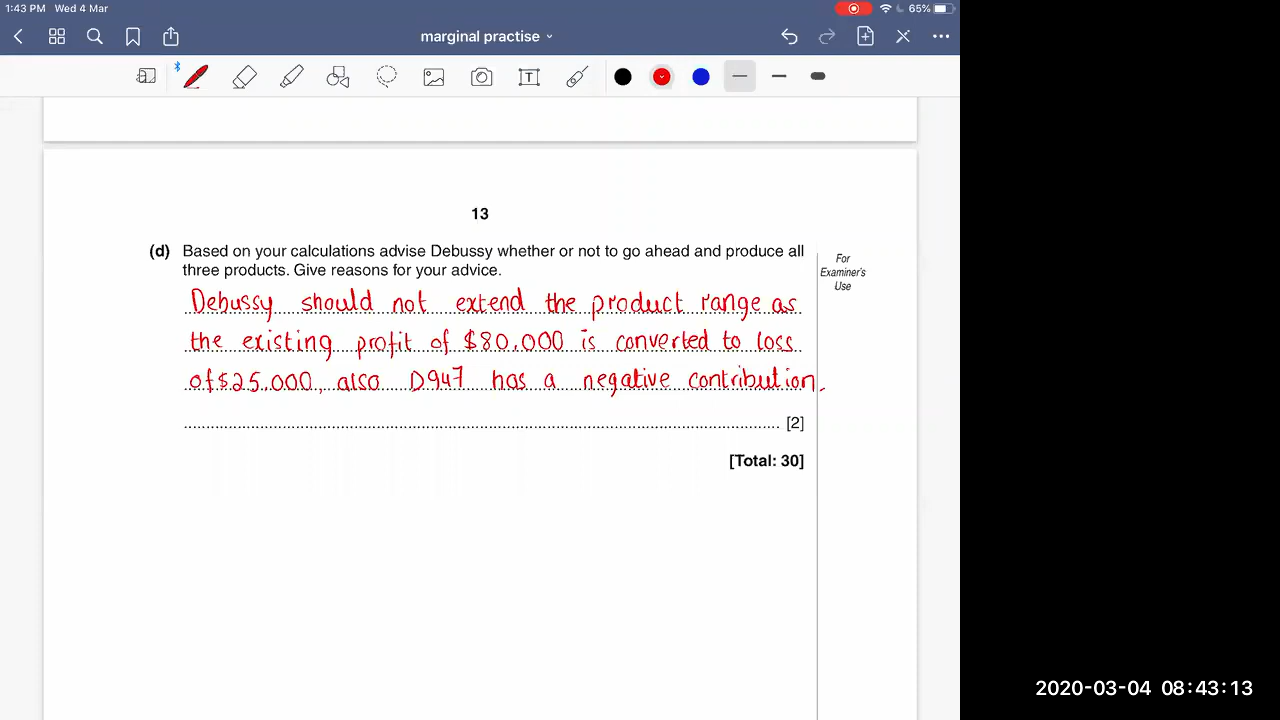 1:43 PM Wed 4 Mar
65%
marginal practise
T
13
(d) Based on your calculations advise Debussy whether or not to go ahead and produce all
three products. Give reasons for your advice.
For
Examiner's
Use
Debussy should not extend the product range as
the existing profit of $80,000 is converted to loss
of $25,000, also D947 has a negative contribution.
[2]
[Total: 30]
2020-03-04 08:43:13